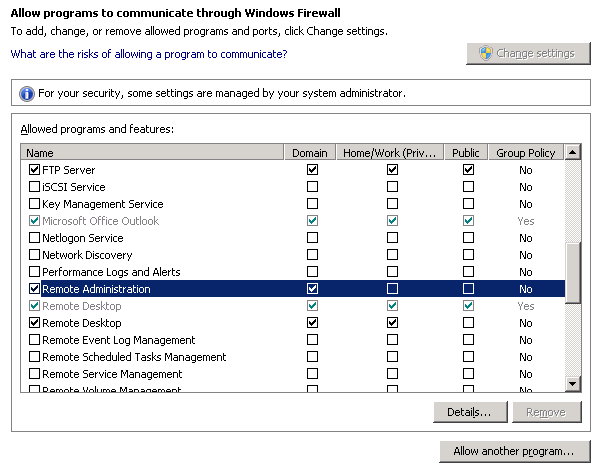 Allow programs to communicate through Windows Firewall
To add, change, or remove allowed programs and ports, click Change settings.
What are the risks of allowing a program to communicate?
Change settings
For your security, some settings are managed by your system administrator.
Allowed programs and features:
Name Domain Home/Work (Priv... Public Group Policy
FTP Server No
iSCSI Service No
Key Management Service No
Microsoft Office Outlook Yes
Netlogon Service No
Network Discovery No
Performance Logs and Alerts No
Remote Administration No
Remote Desktop Yes
Remote Desktop No
Remote Event Log Management No
Remote Scheduled Tasks Management No
Remote Service Management No
Remote Volume Management No
Details... Remove
Allow another program...